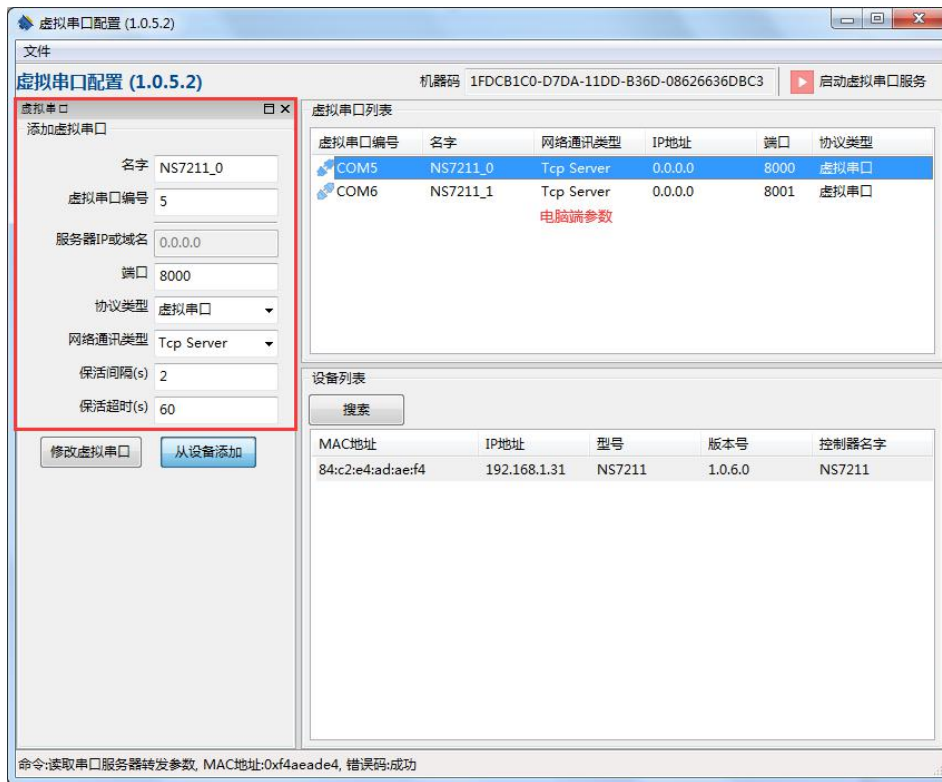 虚拟串口配置 (1.0.5.2)
文件
虚拟串口配置 (1.0.5.2)
机器码 1FDCB1C0-D7DA-11DD-B36D-08626636DBC3 启动虚拟串口服务
虚拟串口
添加虚拟串口
名字 NS7211_0
虚拟串口编号 5
服务器IP或域名 0.0.0.0
端口 8000
协议类型 虚拟串口
网络通讯类型 Tcp Server
保活间隔(s) 2
保活超时(s) 60
修改虚拟串口 从设备添加
虚拟串口列表
虚拟串口编号 名字 网络通讯类型 IP地址 端口 协议类型
COM5 NS7211_0 Tcp Server 0.0.0.0 8000 虚拟串口
COM6 NS7211_1 Tcp Server 0.0.0.0 8001 虚拟串口
电脑端参数
设备列表
搜索
MAC地址 IP地址 型号 版本号 控制器名字
84:c2:e4:ad:ae:f4 192.168.1.31 NS7211 1.0.6.0 NS7211
命令:读取串口服务器转发参数, MAC地址:0xf4aeade4, 错误码:成功